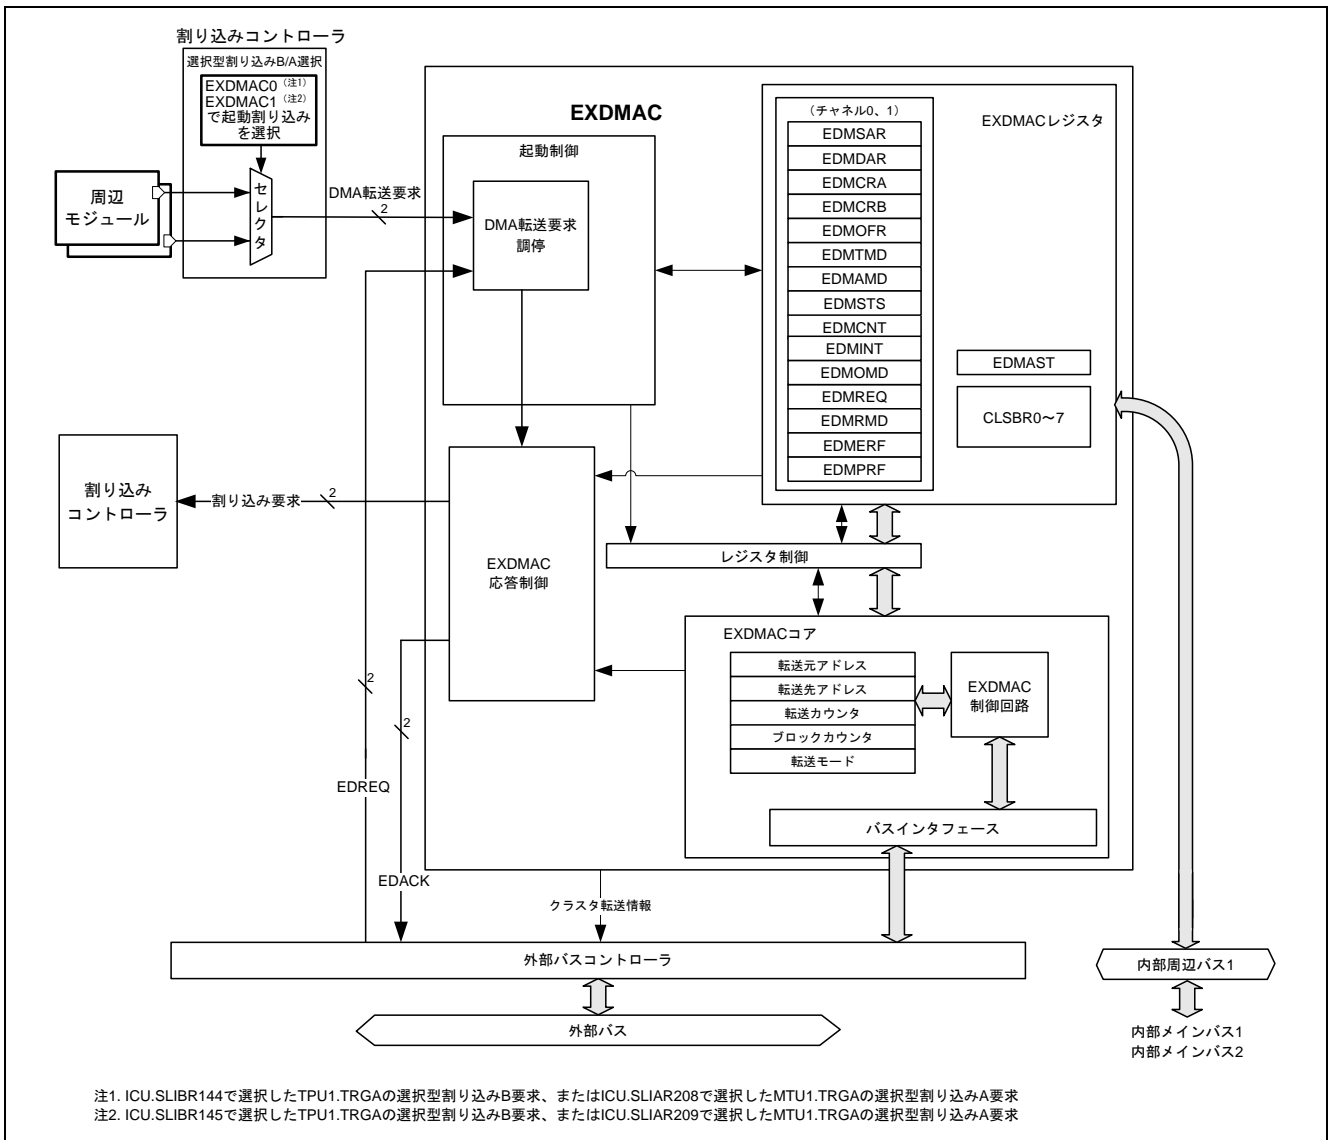 割り込みコントローラ
選択型割り込みB/A選択
EXDMAC0（注1）
EXDMAC1（注2）
で起動割り込み
を選択
周辺
モジュール
セレクタ
DMA転送要求
2
EXDMAC
起動制御
DMA転送要求
調停
（チャネル0、1）
EDMSAR
EDMDAR
EDMCRA
EDMCRB
EDMOFR
EDMTMD
EDMAMD
EDMSTS
EDMCNT
EDMINT
EDMOMD
EDMREQ
EDMRMD
EDMERF
EDMPRF
EXDMACレジスタ
EDMAST
CLSBR0～7
割り込み
コントローラ
割り込み要求
2
EXDMAC
応答制御
レジスタ制御
EXDMACコア
転送元アドレス
転送先アドレス
転送カウンタ
ブロックカウンタ
転送モード
EXDMAC
制御回路
バスインタフェース
2
2
EDREQ
EDACK
クラスタ転送情報
外部バスコントローラ
外部バス
内部周辺バス1
内部メインバス1
内部メインバス2
注1. ICU.SLIBR144で選択したTPU1.TRGAの選択型割り込みB要求、またはICU.SLIAR208で選択したMTU1.TRGAの選択型割り込みA要求
注2. ICU.SLIBR145で選択したTPU1.TRGAの選択型割り込みB要求、またはICU.SLIAR209で選択したMTU1.TRGAの選択型割り込みA要求